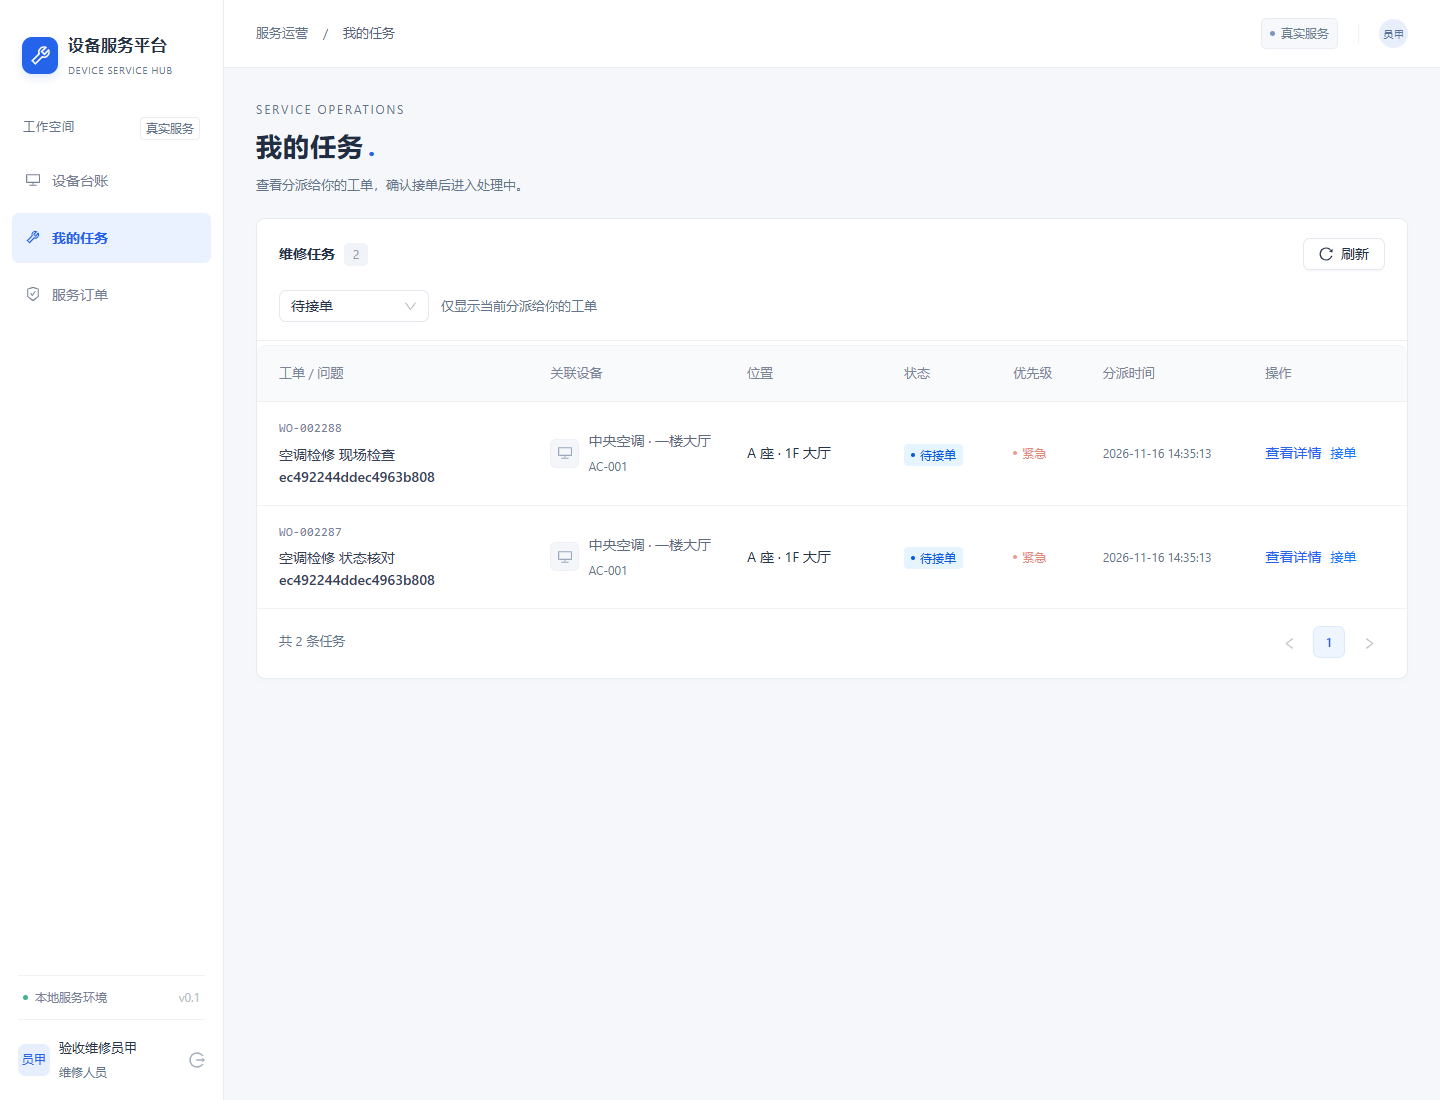 设备服务平台
DEVICE SERVICE HUB
工作空间
真实服务
设备台账
我的任务
服务订单
本地服务环境
v0.1
员甲
验收维修员甲
维修人员
服务运营 / 我的任务
真实服务
员甲
SERVICE OPERATIONS
我的任务.
查看分派给你的工单，确认接单后进入处理中。
维修任务 2
刷新
待接单
仅显示当前分派给你的工单
工单 / 问题 关联设备 位置 状态 优先级 分派时间 操作
WO-002288
空调检修 现场检查
ec492244ddec4963b808
中央空调 · 一楼大厅
AC-001
A 座 · 1F 大厅
待接单
紧急
2026-11-16 14:35:13
查看详情 接单
WO-002287
空调检修 状态核对
ec492244ddec4963b808
中央空调 · 一楼大厅
AC-001
A 座 · 1F 大厅
待接单
紧急
2026-11-16 14:35:13
查看详情 接单
共 2 条任务
1